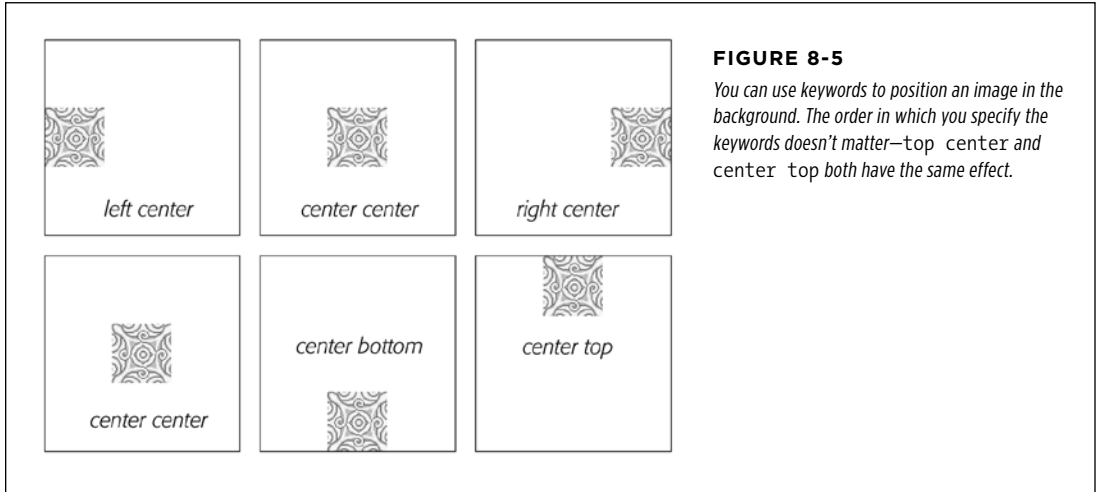 left center
center center
right center
center center
center bottom
center top
FIGURE 8-5
You can use keywords to position an image in the
background. The order in which you specify the
keywords doesn’t matter—top center and
center top both have the same effect.